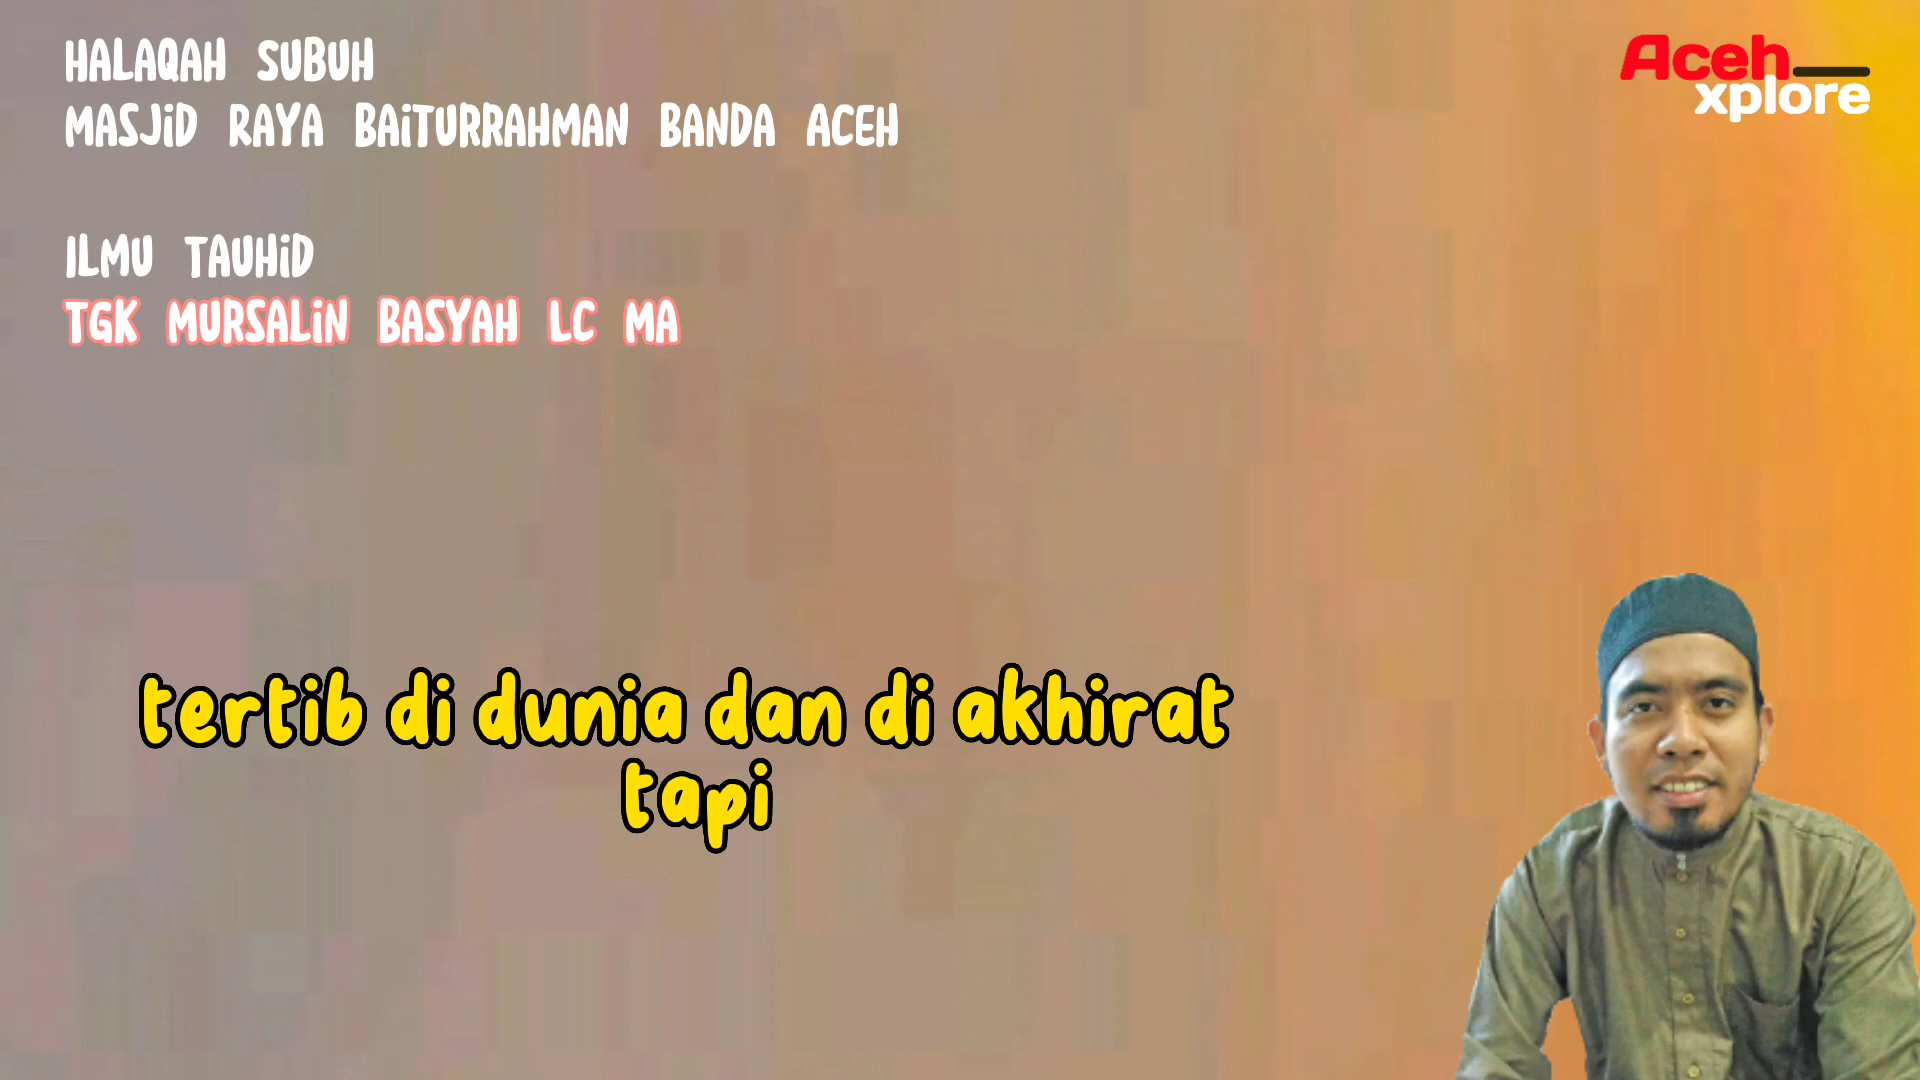 HALAQAH SUBUH
MASJiD RAYA BAiTURRAHMAN BANDA ACEH
ILMU TAUHiD
TGK MURSALiN BASYAH LC MA
Aceh
xplore
tertib di dunia dan di akhirat
tapi